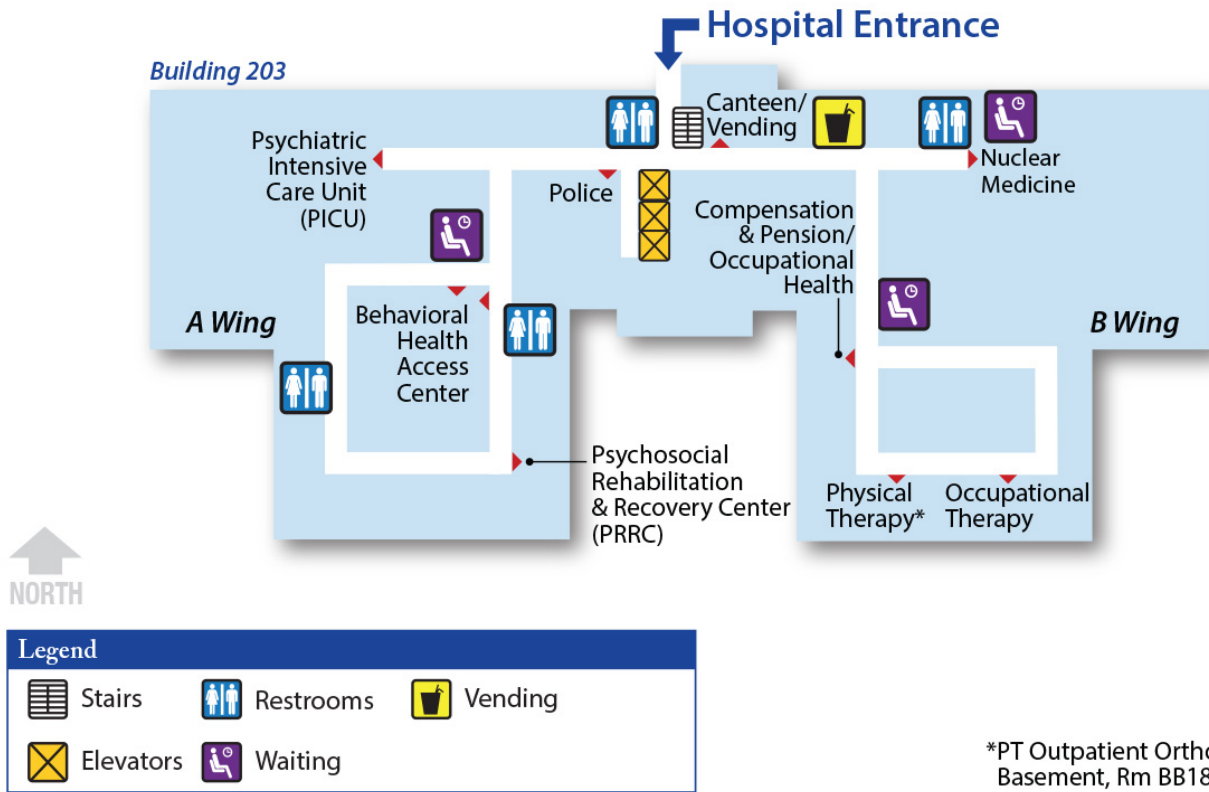 Hospital Entrance
Building 203
Canteen/
Vending
Psychiatric
Intensive
Care Unit
(PICU)
Police
Nuclear
Medicine
Compensation
& Pension/
Occupational
Health
A Wing
Behavioral
Health
Access
Center
B Wing
Psychosocial
Rehabilitation
& Recovery Center
(PRRC)
Physical
Therapy*
Occupational
Therapy
NORTH
Legend
Stairs
Restrooms
Vending
Elevators
Waiting
*PT Outpatient Ortho
Basement, Rm BB18